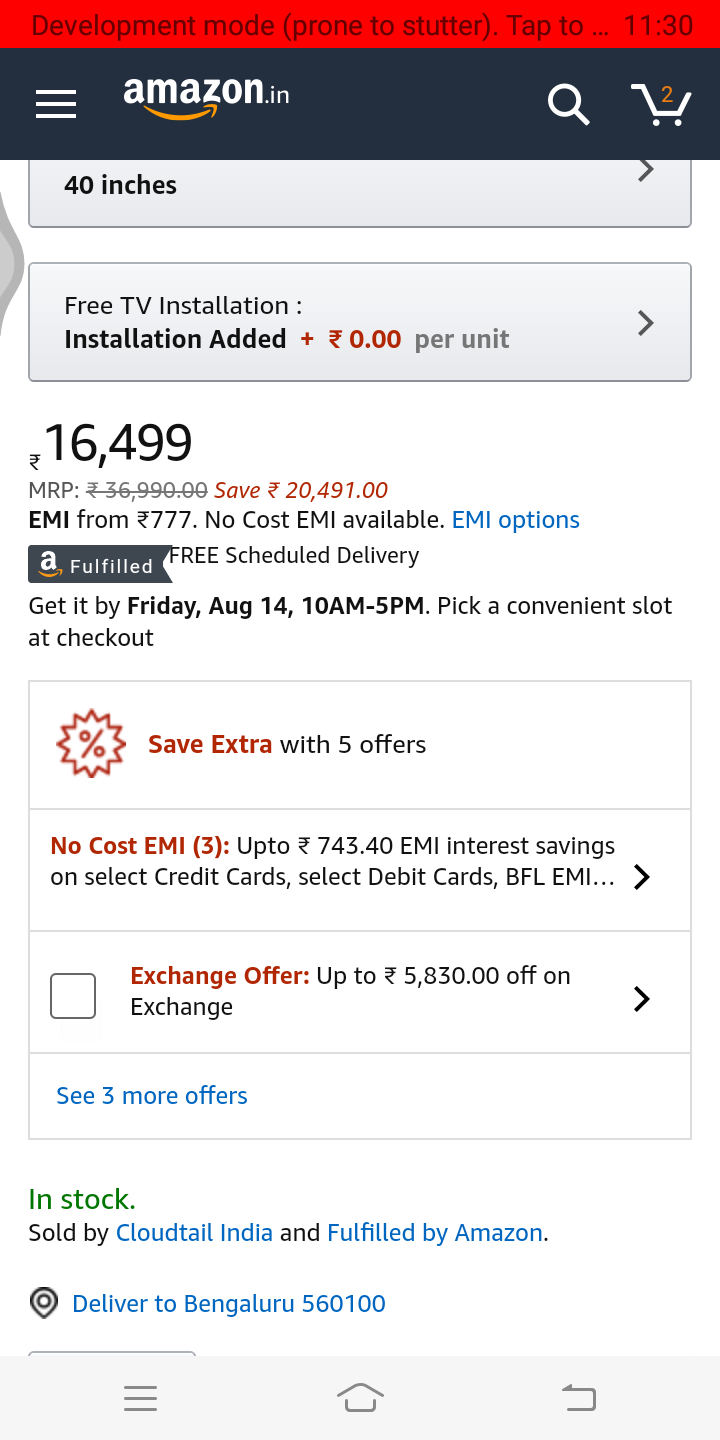 Development mode (prone to stutter). Tap to ... 11:30
amazon.in
2
40 inches
Free TV Installation :
Installation Added + ₹ 0.00 per unit
₹16,499
MRP: ₹ 36,990.00 Save ₹ 20,491.00
EMI from ₹777. No Cost EMI available. EMI options
a Fulfilled FREE Scheduled Delivery
Get it by Friday, Aug 14, 10AM-5PM. Pick a convenient slot
at checkout
% Save Extra with 5 offers
No Cost EMI (3): Upto ₹ 743.40 EMI interest savings
on select Credit Cards, select Debit Cards, BFL EMI...
Exchange Offer: Up to ₹ 5,830.00 off on
Exchange
See 3 more offers
In stock.
Sold by Cloudtail India and Fulfilled by Amazon.
Deliver to Bengaluru 560100